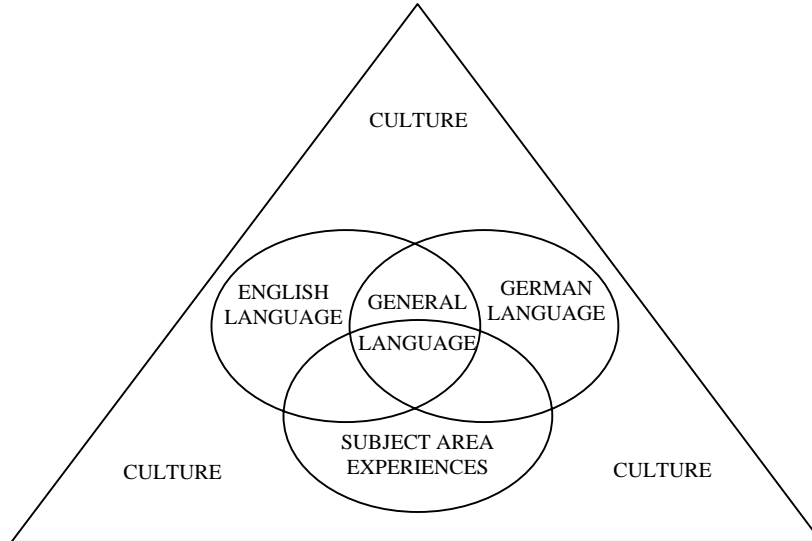 CULTURE
ENGLISH
LANGUAGE
GENERAL
LANGUAGE
GERMAN
LANGUAGE
SUBJECT AREA
EXPERIENCES
CULTURE
CULTURE